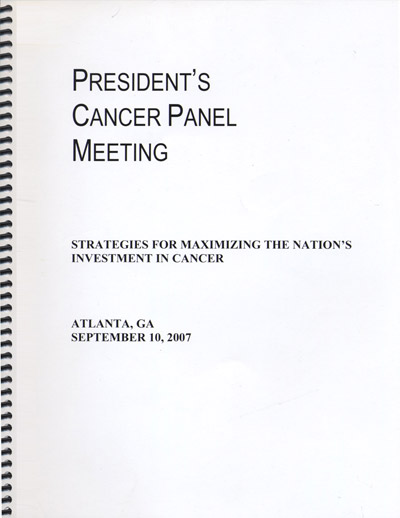 PRESIDENT'S
CANCER PANEL
MEETING
STRATEGIES FOR MAXIMIZING THE NATION'S
INVESTMENT IN CANCER
ATLANTA, GA
SEPTEMBER 10, 2007